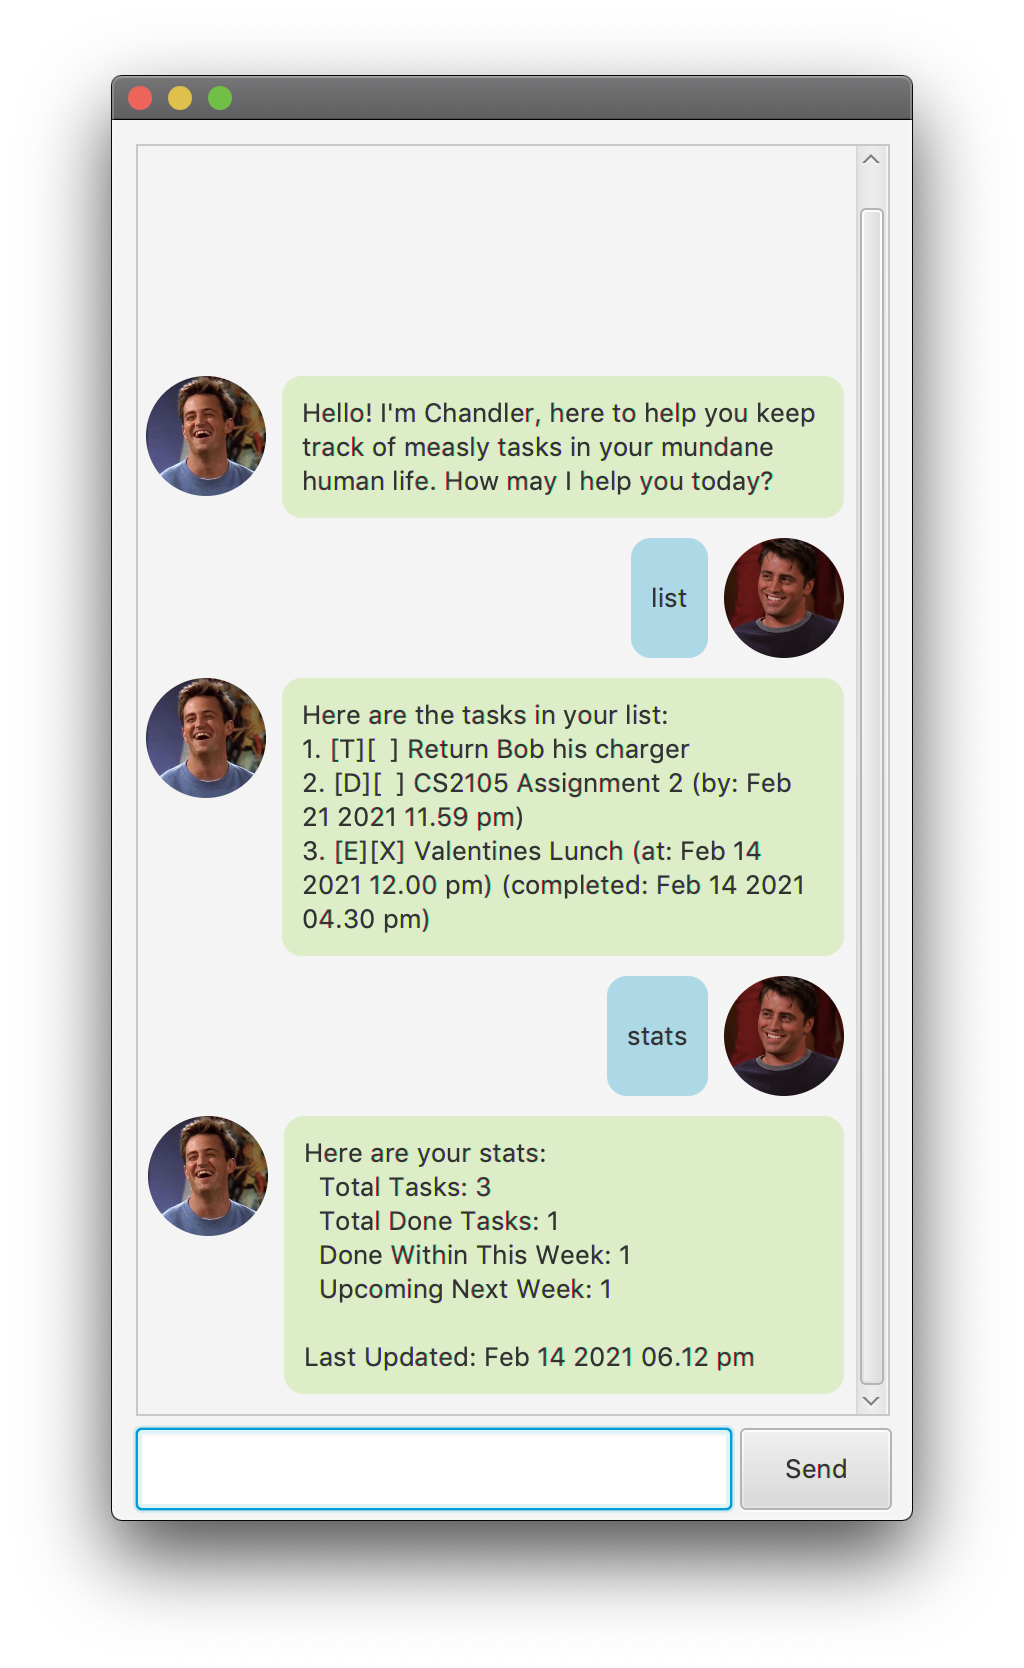 Hello! I'm Chandler, here to help you keep
track of measly tasks in your mundane
human life. How may I help you today?
list
Here are the tasks in your list:
1. [T][  ] Return Bob his charger
2. [D][  ] CS2105 Assignment 2 (by: Feb
21 2021 11.59 pm)
3. [E][X] Valentines Lunch (at: Feb 14
2021 12.00 pm) (completed: Feb 14 2021
04.30 pm)
stats
Here are your stats:
  Total Tasks: 3
  Total Done Tasks: 1
  Done Within This Week: 1
  Upcoming Next Week: 1
Last Updated: Feb 14 2021 06.12 pm
Send